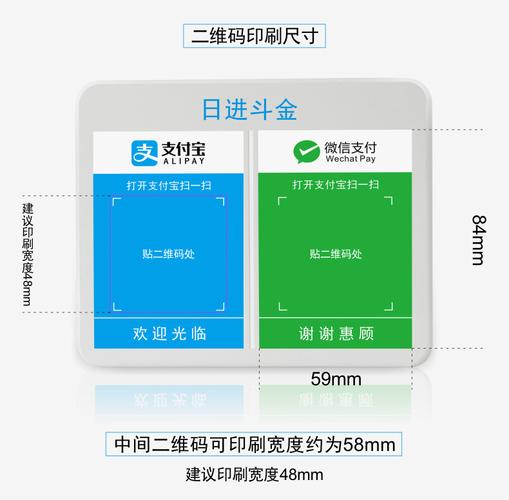 二维码印刷尺寸
日进斗金
支付宝
ALIPAY
微信支付
Wechat Pay
打开支付宝扫一扫
打开支付宝扫一扫
建议印刷宽度48mm
贴二维码处
贴二维码处
84mm
欢迎光临
谢谢惠顾
59mm
中间二维码可印刷宽度约为58mm
建议印刷宽度48mm